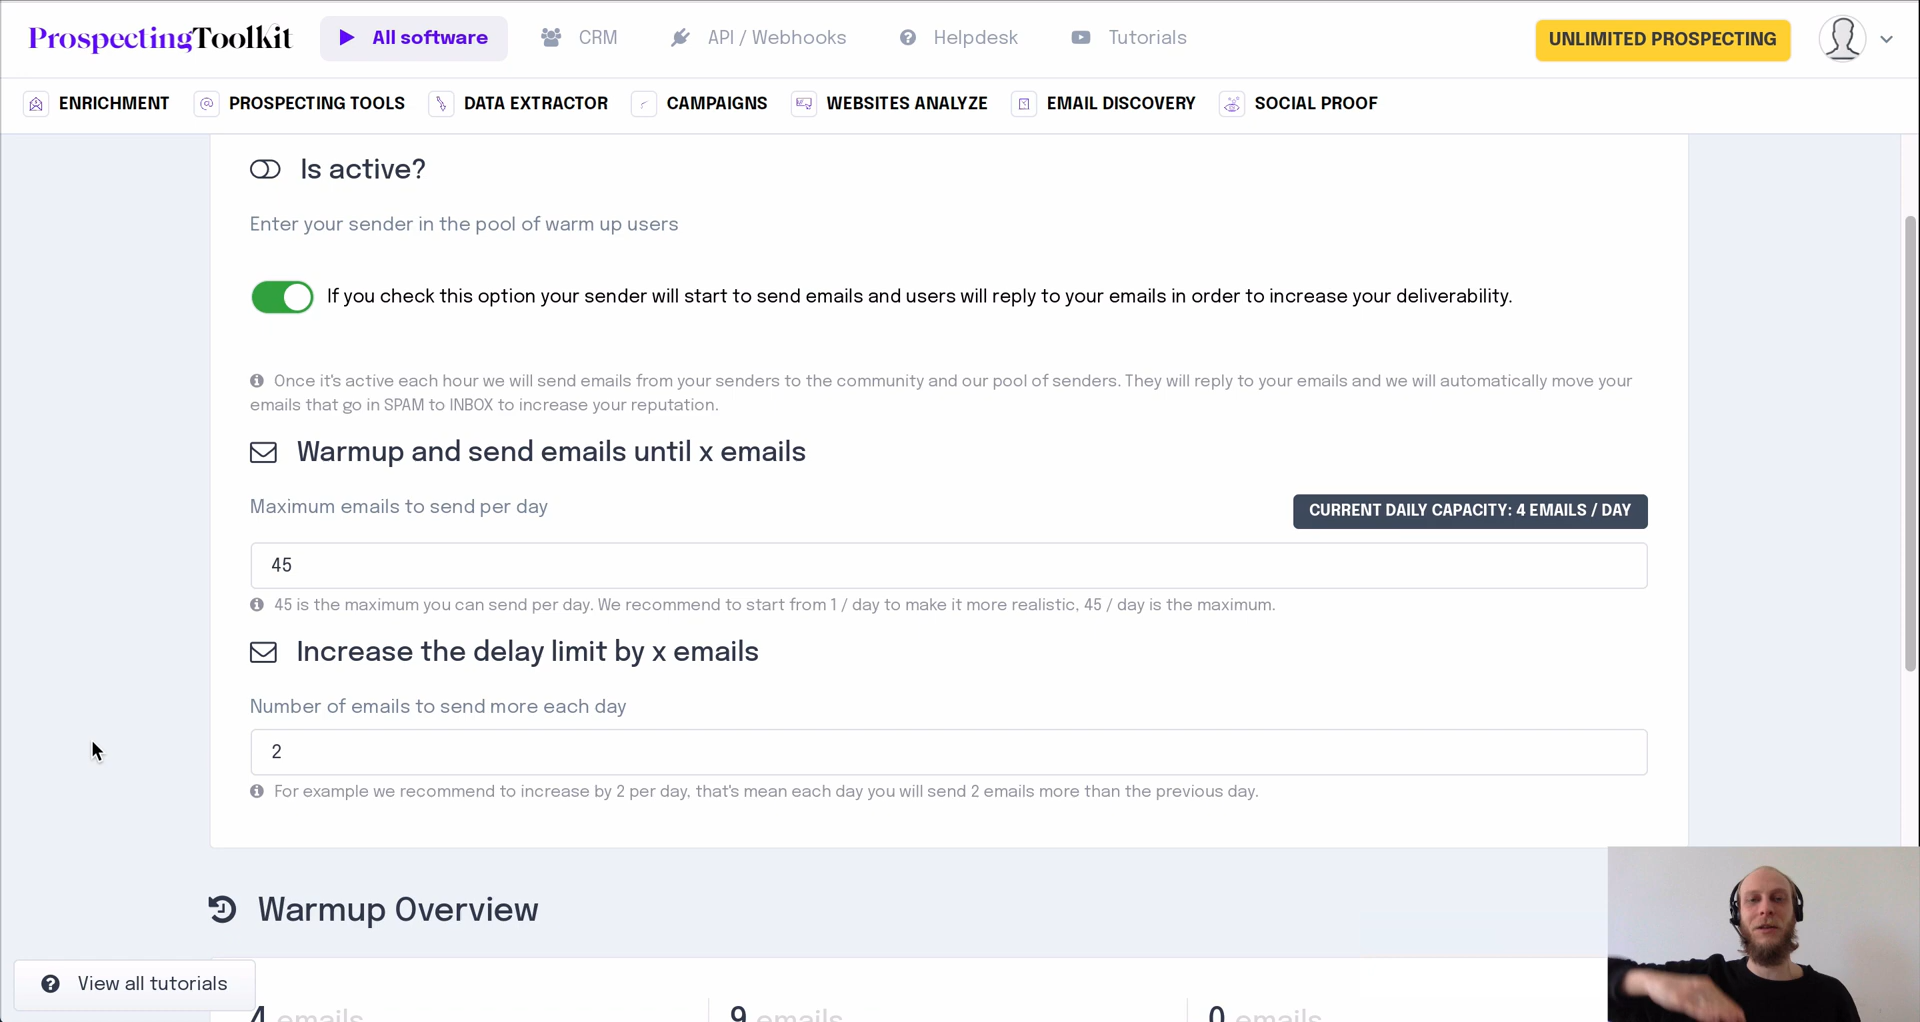 ProspectingToolkit
All software
CRM
API / Webhooks
Helpdesk
Tutorials
UNLIMITED PROSPECTING
ENRICHMENT
PROSPECTING TOOLS
DATA EXTRACTOR
CAMPAIGNS
WEBSITES ANALYZE
EMAIL DISCOVERY
SOCIAL PROOF
Is active?
Enter your sender in the pool of warm up users
If you check this option your sender will start to send emails and users will reply to your emails in order to increase your deliverability.
Once it's active each hour we will send emails from your senders to the community and our pool of senders. They will reply to your emails and we will automatically move your
emails that go in SPAM to INBOX to increase your reputation.
Warmup and send emails until x emails
Maximum emails to send per day
CURRENT DAILY CAPACITY: 4 EMAILS / DAY
45
45 is the maximum you can send per day. We recommend to start from 1 / day to make it more realistic, 45 / day is the maximum.
Increase the delay limit by x emails
Number of emails to send more each day
2
For example we recommend to increase by 2 per day, that's mean each day you will send 2 emails more than the previous day.
Warmup Overview
View all tutorials
4 emails
9 emails
0 emails